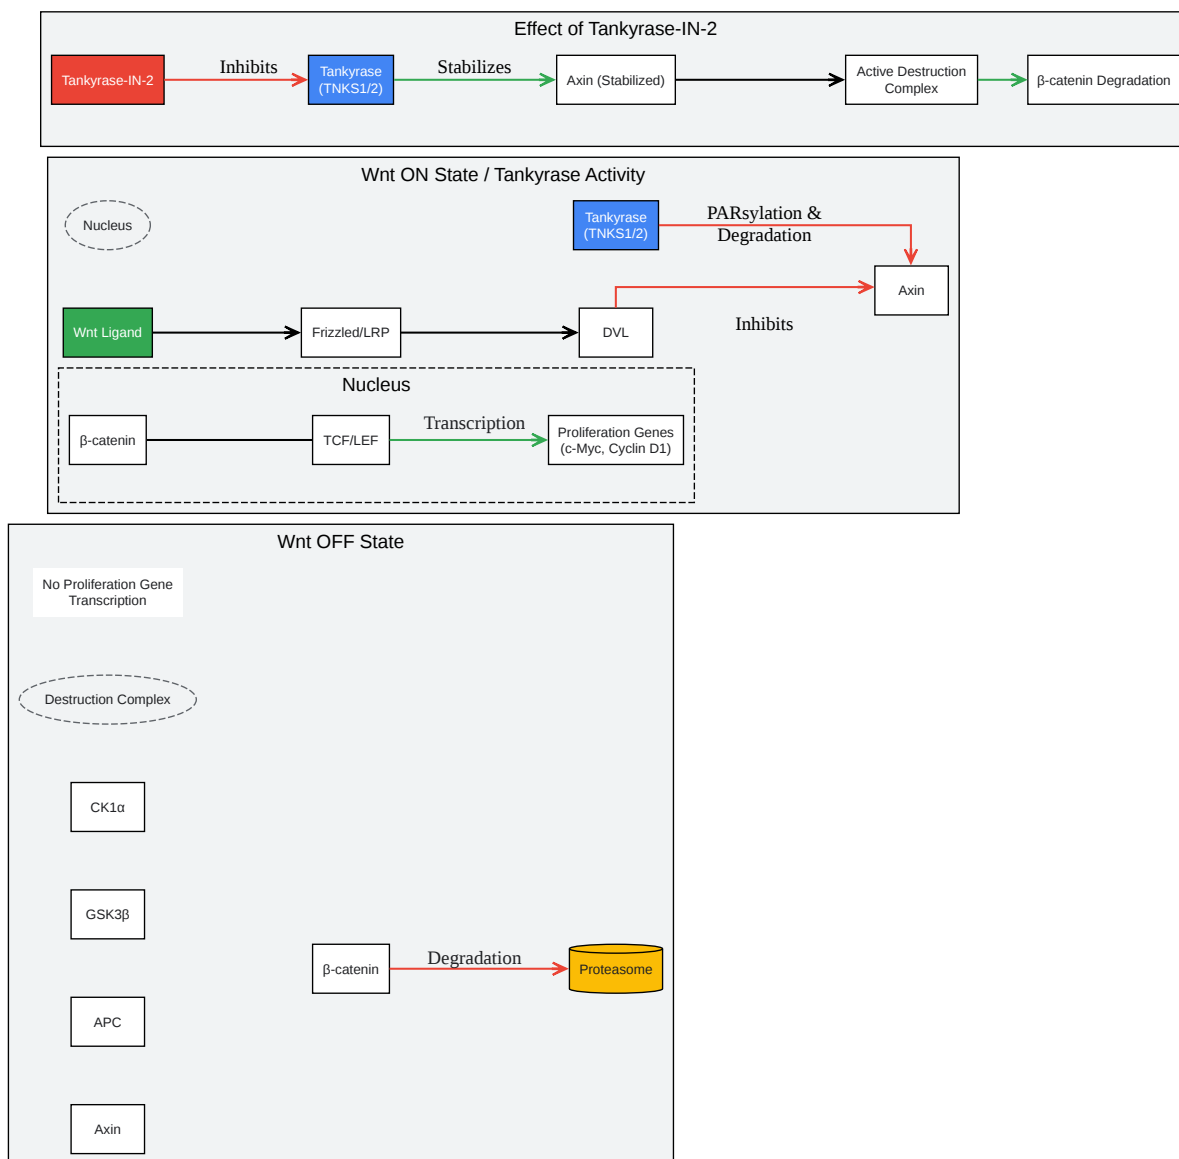 Effect of Tankyrase-IN-2
Tankyrase-IN-2
Inhibits
Tankyrase
(TNKS1/2)
Stabilizes
Axin (Stabilized)
Active Destruction
Complex
β-catenin Degradation
Wnt ON State / Tankyrase Activity
Nucleus
Tankyrase
(TNKS1/2)
PARsylation &
Degradation
Axin
Wnt Ligand
Frizzled/LRP
DVL
Inhibits
Nucleus
β-catenin
TCF/LEF
Transcription
Proliferation Genes
(c-Myc, Cyclin D1)
Wnt OFF State
No Proliferation Gene
Transcription
Destruction Complex
CK1α
GSK3β
β-catenin
Degradation
Proteasome
APC
Axin